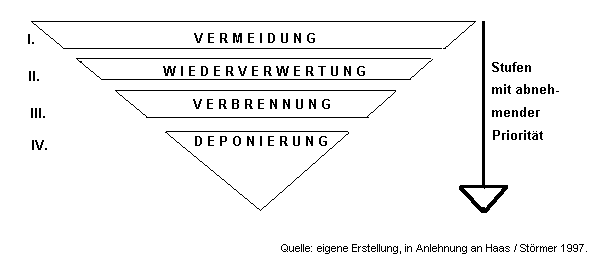 I. VERMEIDUNG
II. WIEDERVERWERTUNG
III. VERBRENNUNG
IV. DEPONIERUNG
Stufen
mit abneh-
mender
Priorität
Quelle: eigene Erstellung, in Anlehnung an Haas / Störmer 1997.